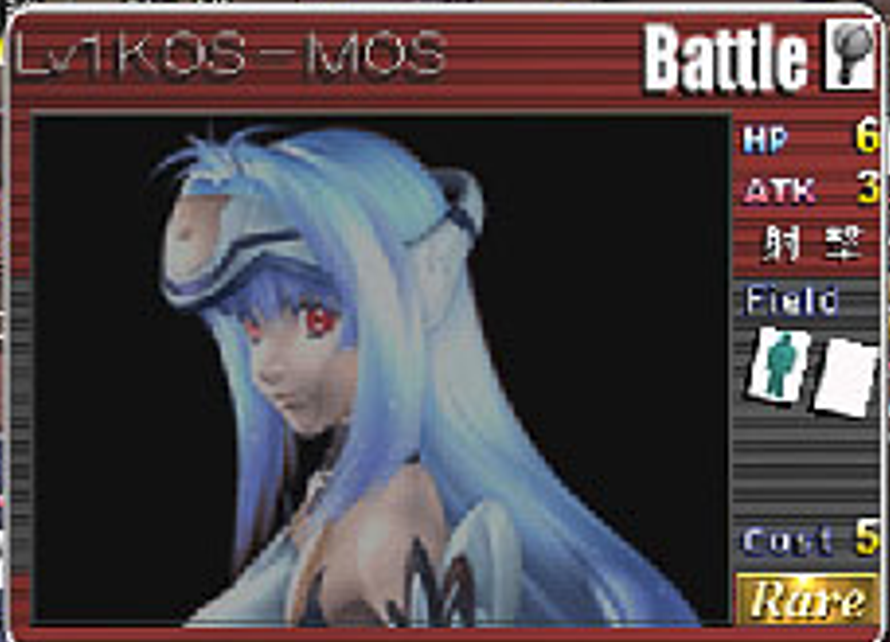 Lv1KOS-MOS
Battle
HP 6
ATK 3
射撃
Field
Cost 5
Rare